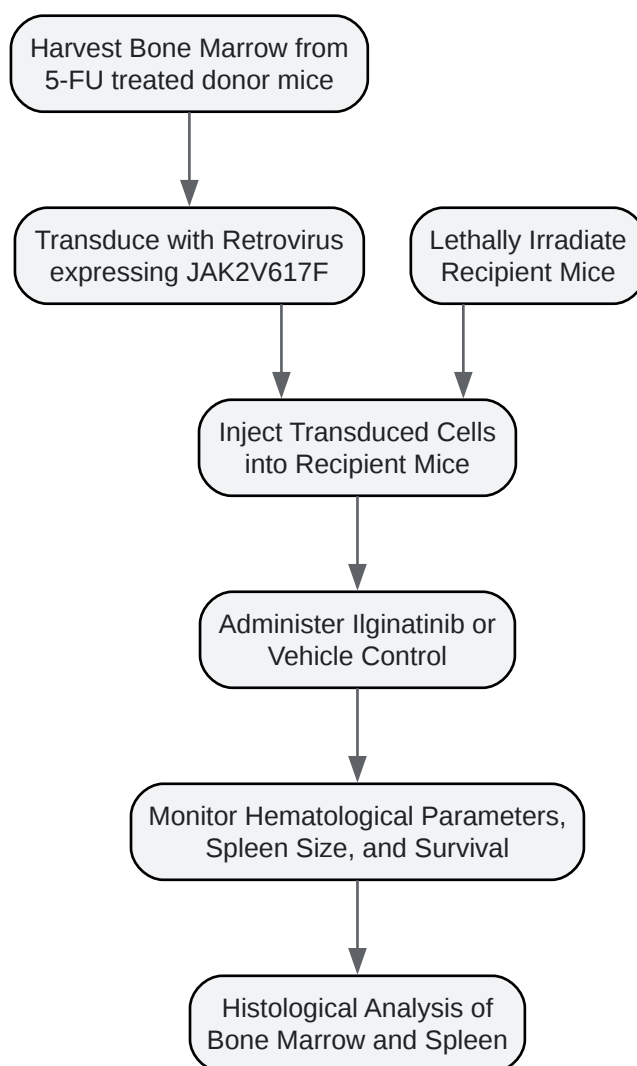 Harvest Bone Marrow from
5-FU treated donor mice
Transduce with Retrovirus
expressing JAK2V617F
Lethally Irradiate
Recipient Mice
Inject Transduced Cells
into Recipient Mice
Administer Ilginatinib or
Vehicle Control
Monitor Hematological Parameters,
Spleen Size, and Survival
Histological Analysis of
Bone Marrow and Spleen